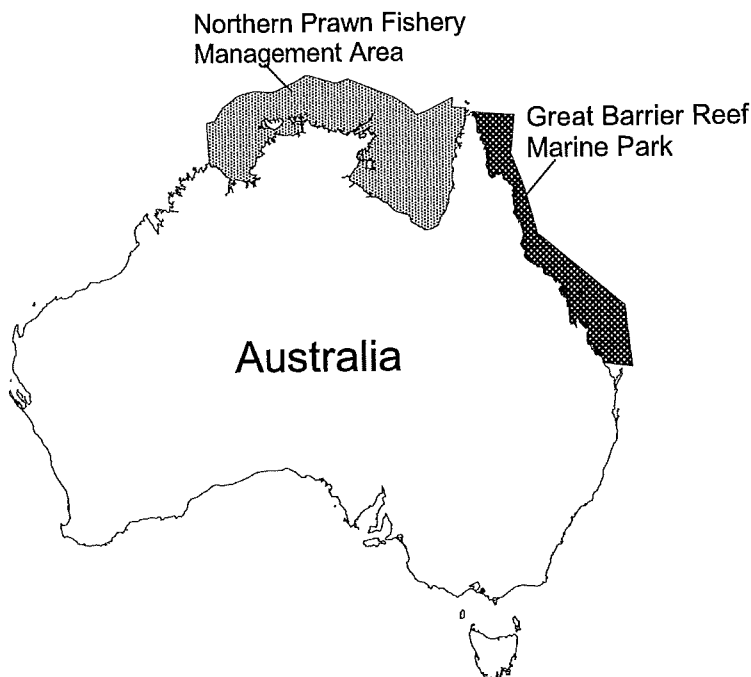 Northern Prawn Fishery
Management Area
Great Barrier Reef
Marine Park
Australia